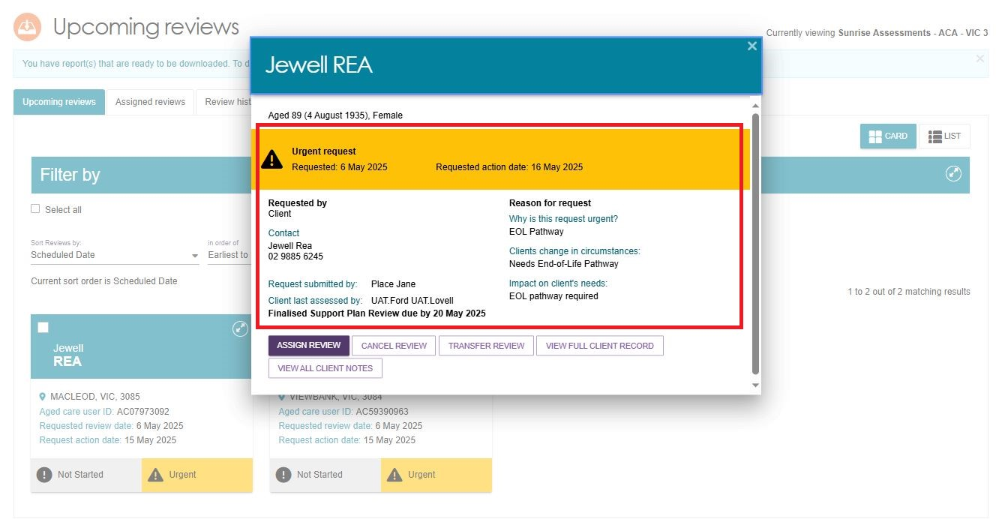 Upcoming reviews
Currently viewing Sunrise Assessments - ACA - VIC 3
You have report(s) that are ready to be downloaded. To d
Upcoming reviews
Assigned reviews
Review hist
CARD
LIST
Filter by
Select all
Sort Reviews by:
Scheduled Date
in order of
Earliest to
Current sort order is Scheduled Date
1 to 2 out of 2 matching results
Jewell
REA
MACLEOD, VIC, 3085
Aged care user ID: AC07973092
Requested review date: 6 May 2025
Request action date: 15 May 2025
Not Started
Urgent
VIEWBANK, VIC, 3084
Aged care user ID: AC59390963
Requested review date: 6 May 2025
Request action date: 15 May 2025
Not Started
Urgent
Jewell REA
Aged 89 (4 August 1935), Female
Urgent request
Requested: 6 May 2025
Requested action date: 16 May 2025
Requested by
Client
Contact
Jewell Rea
02 9885 6245
Request submitted by: Place Jane
Client last assessed by: UAT.Ford UAT.Lovell
Finalised Support Plan Review due by 20 May 2025
Reason for request
Why is this request urgent?
EOL Pathway
Clients change in circumstances:
Needs End-of-Life Pathway
Impact on client's needs:
EOL pathway required
ASSIGN REVIEW
CANCEL REVIEW
TRANSFER REVIEW
VIEW FULL CLIENT RECORD
VIEW ALL CLIENT NOTES